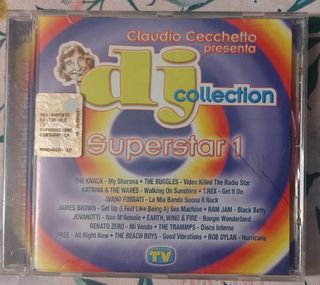 Claudio Cecchetto
presenta
dj
collection
Superstar 1
THE KNACK - My Sharona • THE BUGGLES - Video Killed The Radio Star
KATRINA & THE WAVES - Walking On Sunshine • T.REX - Get It On
IVANO FOSSATI - La Mia Banda Suona il Rock
JAMES BROWN - Get Up (I Feel Like Being A) Sex Machine • RAM JAM - Black Betty
JOVANOTTI - Non M'Annoio • EARTH, WIND & FIRE - Boogie Wonderland
RENATO ZERO - Mi Vendo • THE TRAMMPS - Disco Inferno
FREE - All Right Now • THE BEACH BOYS - Good Vibrations • BOB DYLAN - Hurricane
TV